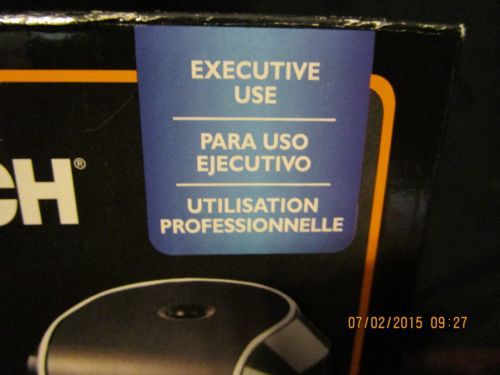 EXECUTIVE
USE
PARA USO
EJECUTIVO
UTILISATION
PROFESSIONNELLE
CH®
07/02/2015 09:27